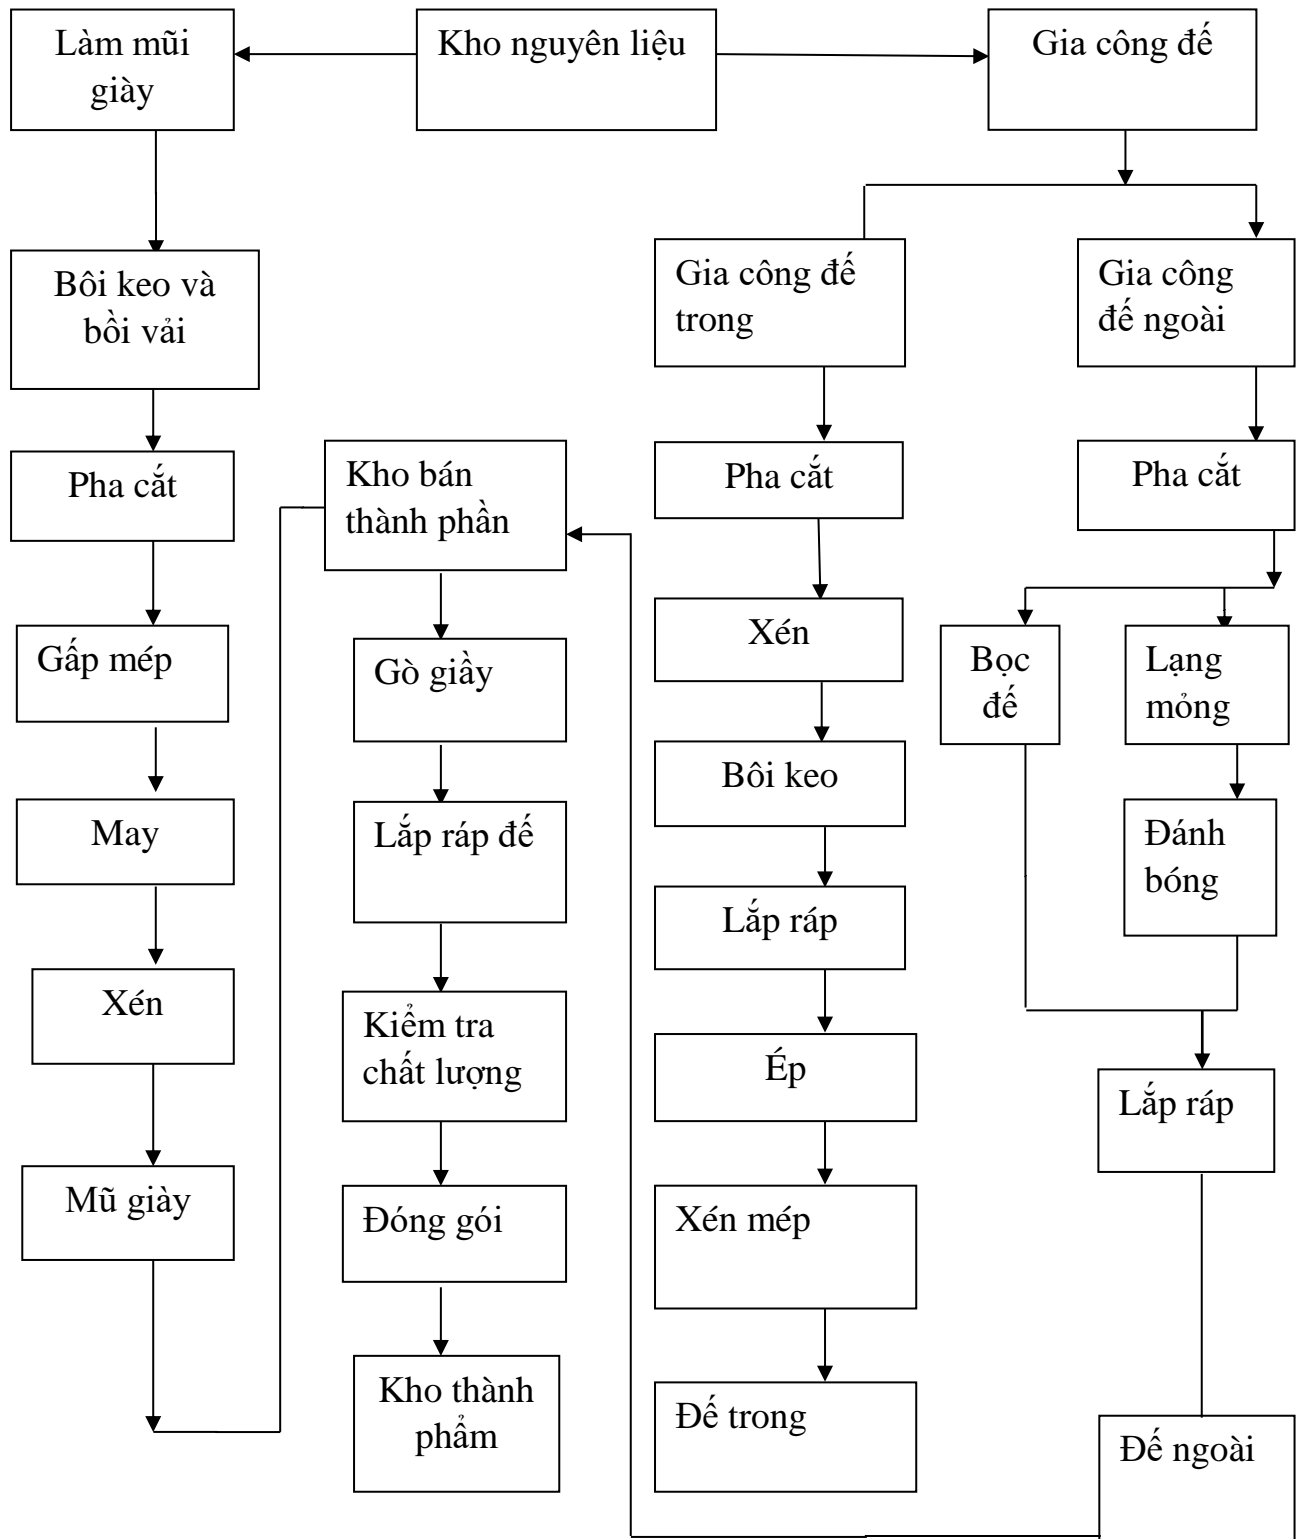 Làm mũi
giày
Kho nguyên liệu
Gia công đế
Bôi keo và
bồi vải
Gia công đế
trong
Gia công
đế ngoài
Pha cắt
Kho bán
thành phần
Pha cắt
Pha cắt
Gấp mép
Gò giầy
Xén
Bọc
đế
Lạng
mỏng
May
Lắp ráp đế
Bôi keo
Đánh
bóng
Xén
Kiểm tra
chất lượng
Lắp ráp
Ép
Lắp ráp
Mũ giày
Đóng gói
Xén mép
Kho thành
phẩm
Đế trong
Đế ngoài